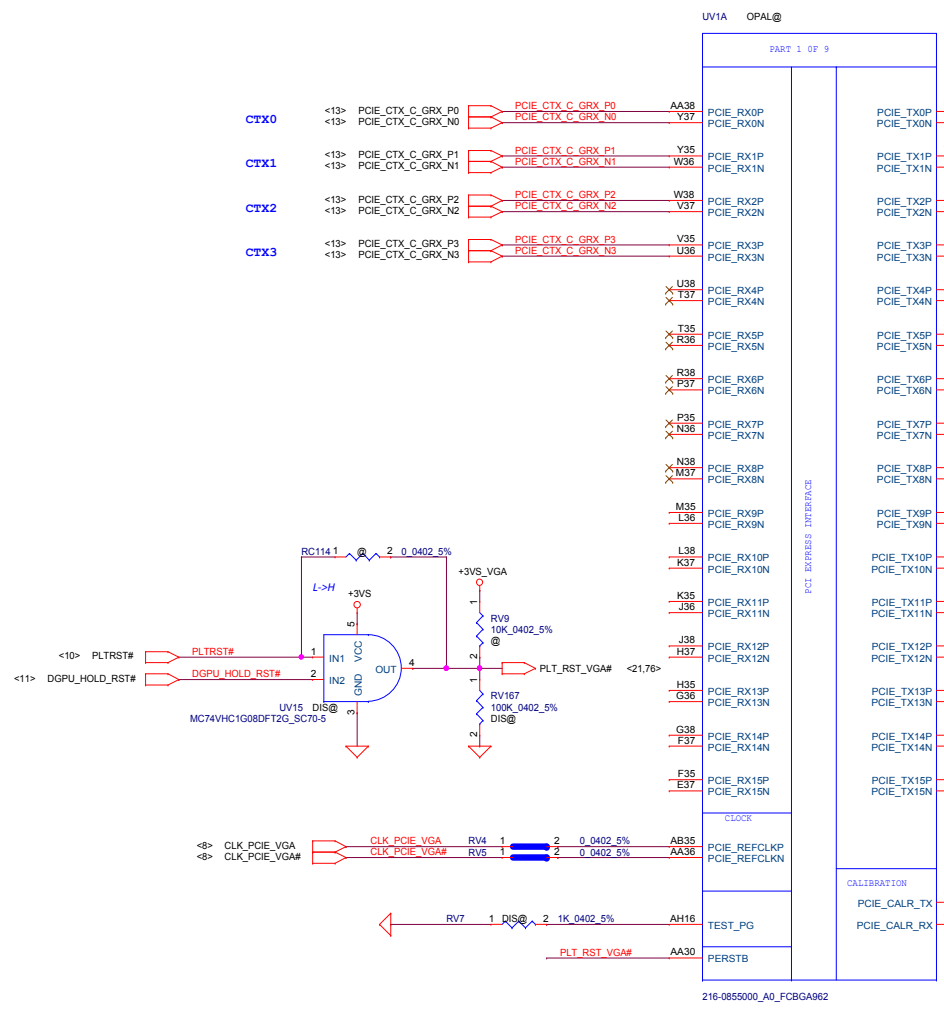 UV1A OPAL@
PART 1 OF 9
CTX0 <13> PCIE_CTX_C_GRX_P0 PCIE_CTX_C_GRX_P0 AA38 PCIE_RX0P PCIE_TX0P
<13> PCIE_CTX_C_GRX_N0 PCIE_CTX_C_GRX_N0 Y37 PCIE_RX0N PCIE_TX0N
CTX1 <13> PCIE_CTX_C_GRX_P1 PCIE_CTX_C_GRX_P1 Y35 PCIE_RX1P PCIE_TX1P
<13> PCIE_CTX_C_GRX_N1 PCIE_CTX_C_GRX_N1 W36 PCIE_RX1N PCIE_TX1N
CTX2 <13> PCIE_CTX_C_GRX_P2 PCIE_CTX_C_GRX_P2 W38 PCIE_RX2P PCIE_TX2P
<13> PCIE_CTX_C_GRX_N2 PCIE_CTX_C_GRX_N2 V37 PCIE_RX2N PCIE_TX2N
CTX3 <13> PCIE_CTX_C_GRX_P3 PCIE_CTX_C_GRX_P3 V35 PCIE_RX3P PCIE_TX3P
<13> PCIE_CTX_C_GRX_N3 PCIE_CTX_C_GRX_N3 U36 PCIE_RX3N PCIE_TX3N
U38 PCIE_RX4P PCIE_TX4P
T37 PCIE_RX4N PCIE_TX4N
T35 PCIE_RX5P PCIE_TX5P
R36 PCIE_RX5N PCIE_TX5N
R38 PCIE_RX6P PCIE_TX6P
P37 PCIE_RX6N PCIE_TX6N
P35 PCIE_RX7P PCIE_TX7P
N36 PCIE_RX7N PCIE_TX7N
N38 PCIE_RX8P PCIE_TX8P
M37 PCIE_RX8N PCIE_TX8N
PCI EXPRESS INTERFACE
M35 PCIE_RX9P PCIE_TX9P
L36 PCIE_RX9N PCIE_TX9N
L38 PCIE_RX10P PCIE_TX10P
K37 PCIE_RX10N PCIE_TX10N
K35 PCIE_RX11P PCIE_TX11P
J36 PCIE_RX11N PCIE_TX11N
J38 PCIE_RX12P PCIE_TX12P
H37 PCIE_RX12N PCIE_TX12N
H35 PCIE_RX13P PCIE_TX13P
G36 PCIE_RX13N PCIE_TX13N
G38 PCIE_RX14P PCIE_TX14P
F37 PCIE_RX14N PCIE_TX14N
F35 PCIE_RX15P PCIE_TX15P
E37 PCIE_RX15N PCIE_TX15N
RC114 1 @ 2 0_0402_5%
L->H
+3VS
+3VS_VGA
5
1
RV9
10K_0402_5%
@
2
<10> PLTRST# PLTRST# 1 IN1 VCC
OUT 4
PLT_RST_VGA# <21,76>
<11> DGPU_HOLD_RST# DGPU_HOLD_RST# 2 IN2 GND
3
1
RV167
100K_0402_5%
DIS@
2
UV15 DIS@
MC74VHC1G08DFT2G_SC70-5
CLOCK
<8> CLK_PCIE_VGA CLK_PCIE_VGA RV4 1 2 0_0402_5% AB35 PCIE_REFCLKP
<8> CLK_PCIE_VGA# CLK_PCIE_VGA# RV5 1 2 0_0402_5% AA36 PCIE_REFCLKN
CALIBRATION
PCIE_CALR_TX
RV7 1 DIS@ 2 1K_0402_5% AH16 TEST_PG PCIE_CALR_RX
PLT_RST_VGA# AA30 PERSTB
216-0855000_A0_FCBGA962